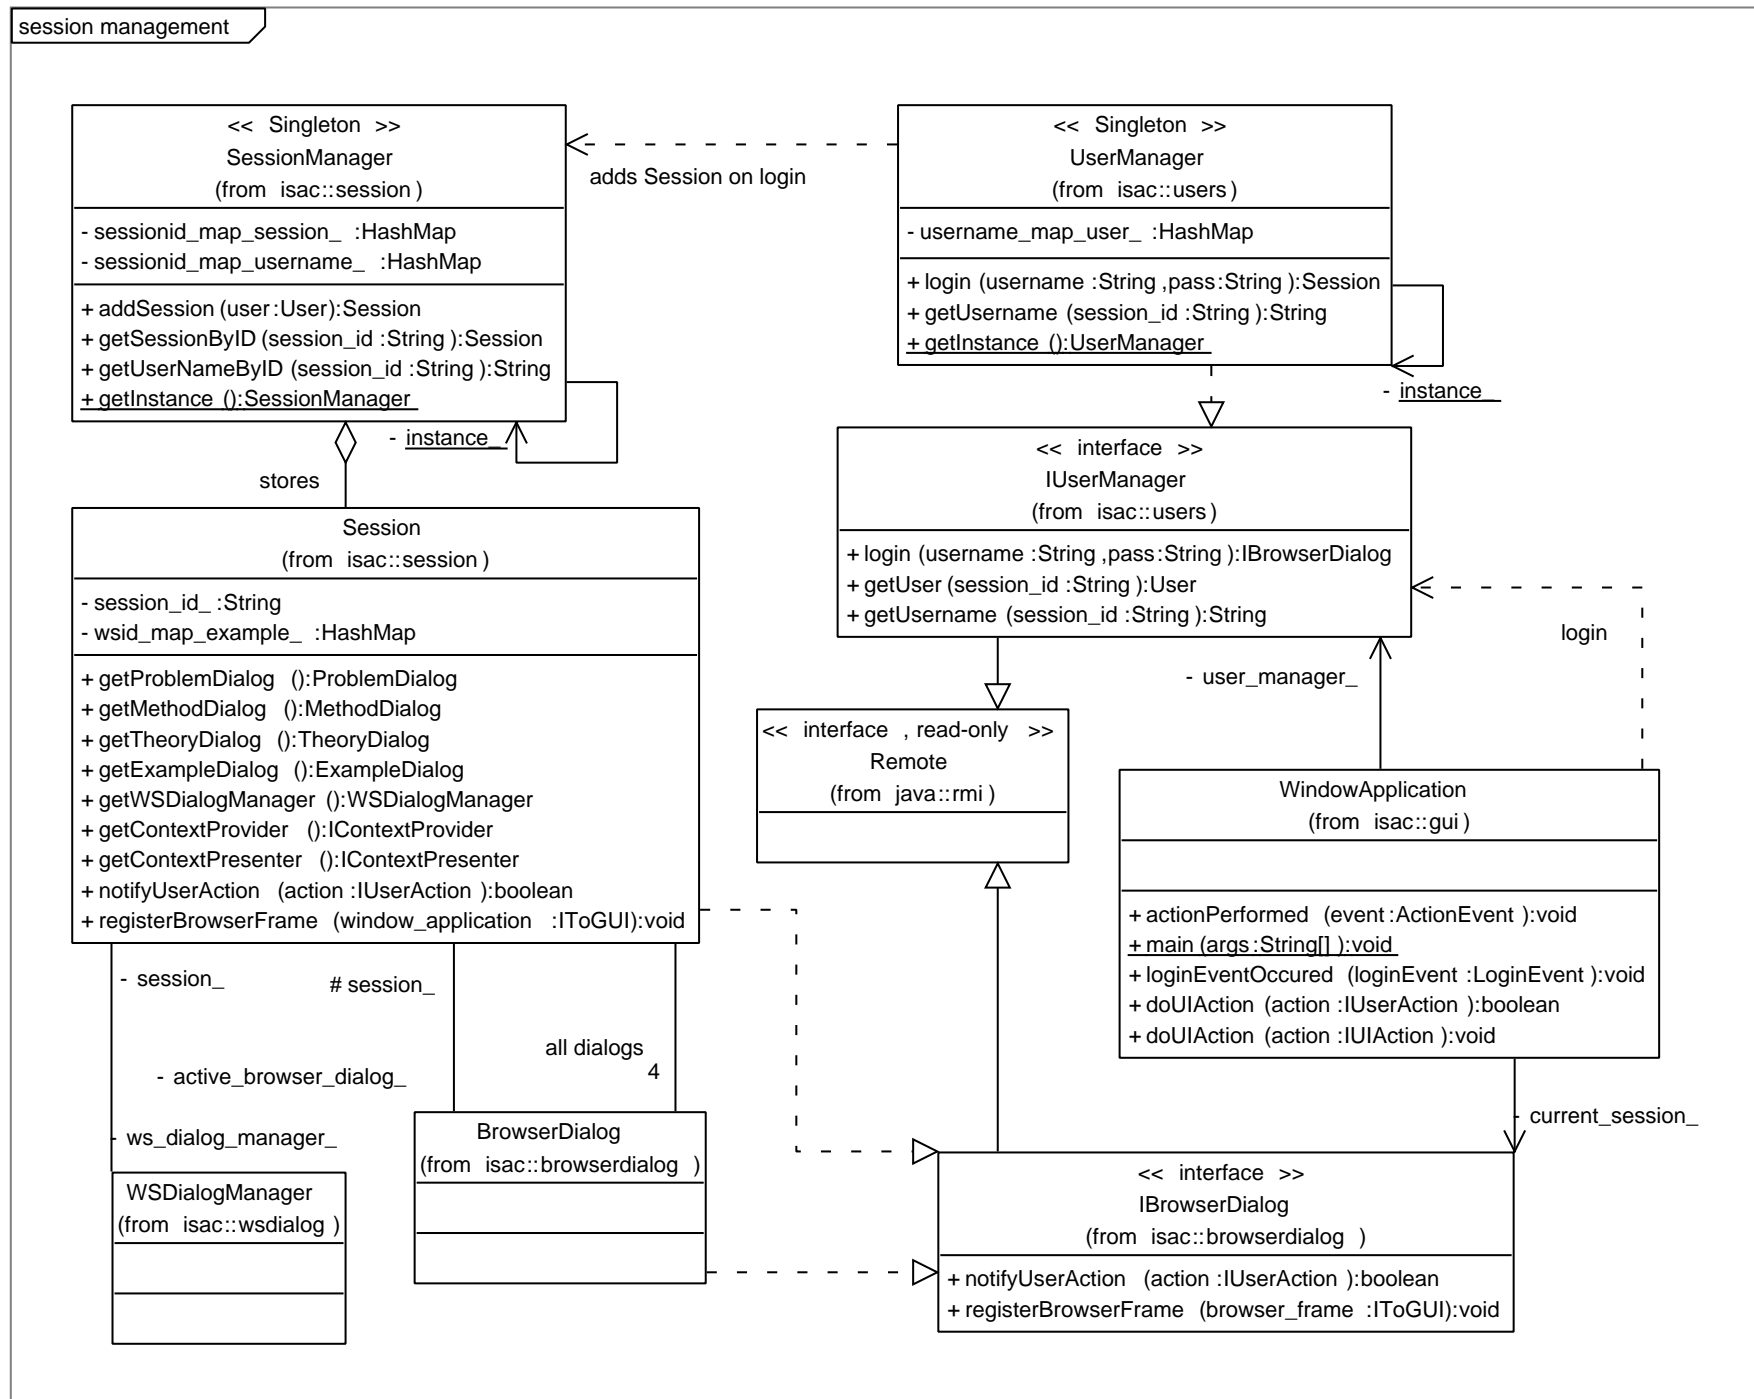 session management
<< Singleton >>
SessionManager
(from isac::session)
- sessionid_map_session_ :HashMap
- sessionid_map_username_ :HashMap
+ addSession (user:User):Session
+ getSessionByID (session_id :String ):Session
+ getUserNameByID (session_id :String ):String
+ getInstance ():SessionManager
- instance_
adds Session on login
<< Singleton >>
UserManager
(from isac::users)
- username_map_user_ :HashMap
+ login (username :String ,pass:String ):Session
+ getUsername (session_id :String ):String
+ getInstance ():UserManager
- instance_
stores
<< interface >>
IUserManager
(from isac::users)
+ login (username :String ,pass:String ):IBrowserDialog
+ getUser (session_id :String ):User
+ getUsername (session_id :String ):String
login
- user_manager_
Session
(from isac::session)
- session_id_ :String
- wsid_map_example_ :HashMap
+ getProblemDialog ():ProblemDialog
+ getMethodDialog ():MethodDialog
+ getTheoryDialog ():TheoryDialog
+ getExampleDialog ():ExampleDialog
+ getWSDialogManager ():WSDialogManager
+ getContextProvider ():IContextProvider
+ getContextPresenter ():IContextPresenter
+ notifyUserAction (action :IUserAction ):boolean
+ registerBrowserFrame (window_application :IToGUI):void
<< interface , read-only >>
Remote
(from java::rmi)
WindowApplication
(from isac::gui)
+ actionPerformed (event:ActionEvent ):void
+ main (args:String[] ):void
+ loginEventOccured (loginEvent :LoginEvent ):void
+ doUIAction (action :IUserAction ):boolean
+ doUIAction (action :IUIAction ):void
- session_
# session_
all dialogs
4
- active_browser_dialog_
- ws_dialog_manager_
- current_session_
BrowserDialog
(from isac::browserdialog )
WSDialogManager
(from isac::wsdialog )
<< interface >>
IBrowserDialog
(from isac::browserdialog )
+ notifyUserAction (action :IUserAction ):boolean
+ registerBrowserFrame (browser_frame :IToGUI):void